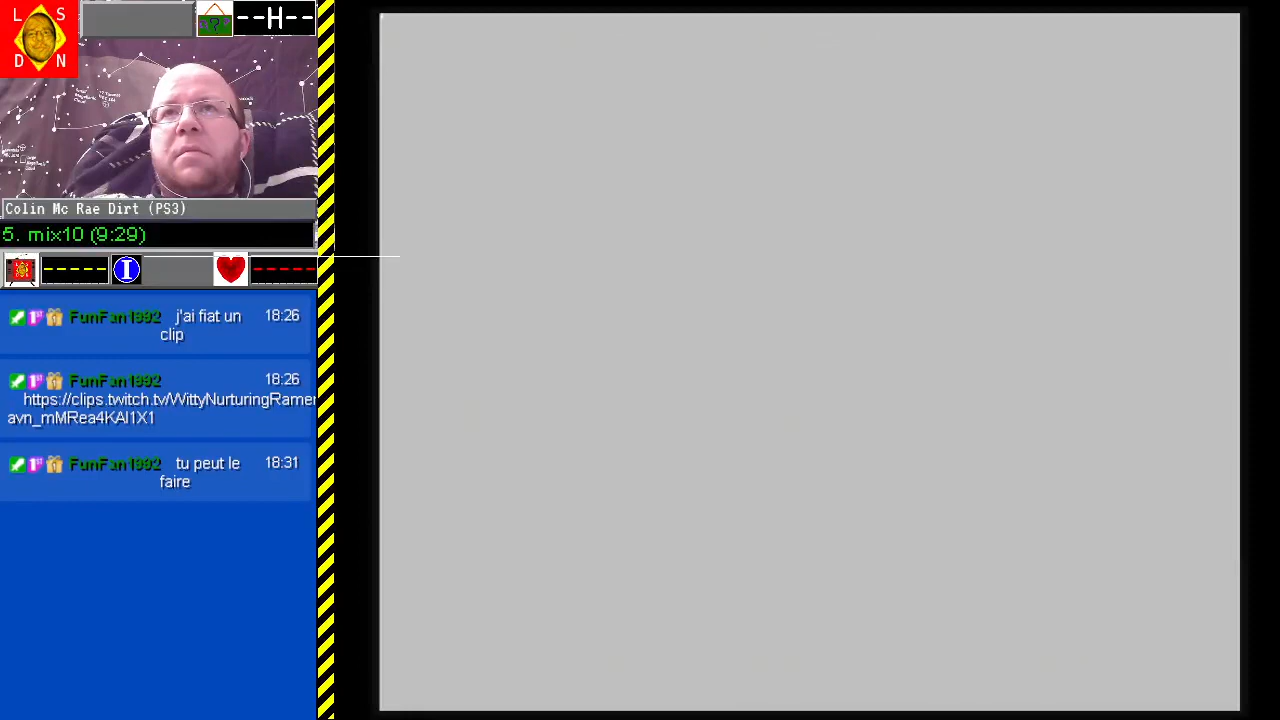 L S
D N
?
--H--
Colin Mc Rae Dirt (PS3)
5. mix10 (9:29)
-----
I
-----
FunFan1992 j'ai fiat un 18:26
clip
FunFan1992 18:26
https://clips.twitch.tv/WittyNurturingRamen
avn_mMRea4KAI1X1
FunFan1992 tu peut le 18:31
faire